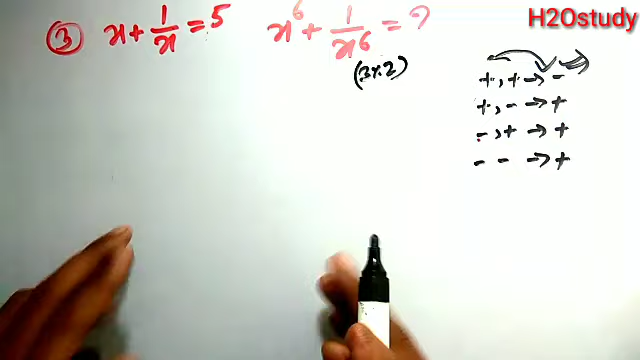 H2Ostudy
③ x + 1/x = 5 x⁶ + 1/x⁶ = ?
(3×2)
+, + → -
+, - → +
-, + → +
- - → +